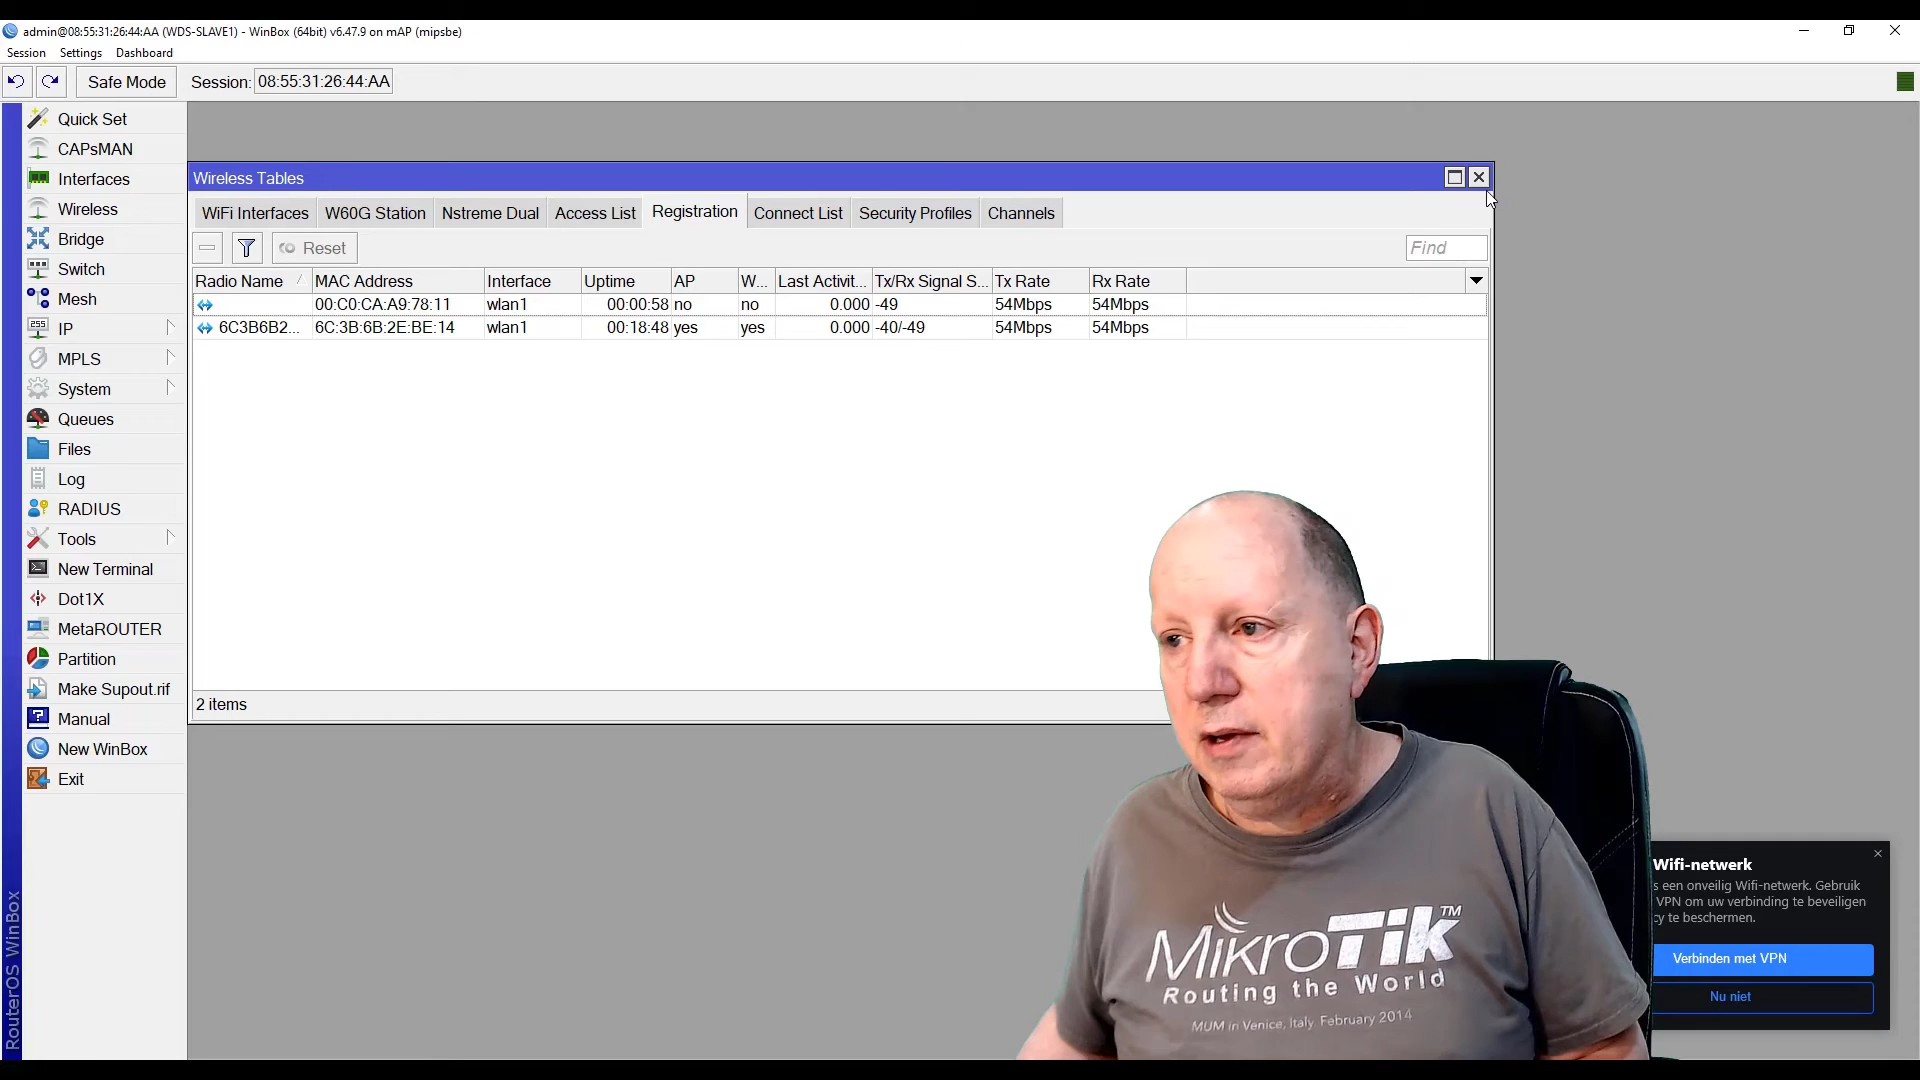 admin@08:55:31:26:44:AA (WDS-SLAVE1) - WinBox (64bit) v6.47.9 on mAP (mipsbe)
Session Settings Dashboard
Safe Mode Session: 08:55:31:26:44:AA
Quick Set
CAPsMAN
Interfaces
Wireless
Bridge
Switch
Mesh
IP
MPLS
System
Queues
Files
Log
RADIUS
Tools
New Terminal
Dot1X
MetaROUTER
Partition
Make Supout.rif
Manual
New WinBox
Exit
RouterOS WinBox
Wireless Tables
WiFi Interfaces W60G Station Nstreme Dual Access List Registration Connect List Security Profiles Channels
Reset Find
Radio Name MAC Address Interface Uptime AP W... Last Activit... Tx/Rx Signal S... Tx Rate Rx Rate
00:C0:CA:A9:78:11 wlan1 00:00:58 no no 0.000 -49 54Mbps 54Mbps
6C3B6B2... 6C:3B:6B:2E:BE:14 wlan1 00:18:48 yes yes 0.000 -40/-49 54Mbps 54Mbps
2 items
MikroTik™
Routing the World
MUM in Venice, Italy February 2014
Wifi-netwerk
s een onveilig Wifi-netwerk. Gebruik
VPN om uw verbinding te beveiligen
cy te beschermen.
Verbinden met VPN
Nu niet